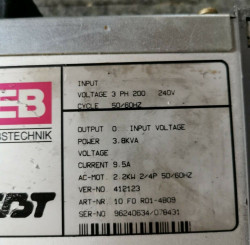 INPUT
VOLTAGE 3 PH 200 240V
CYCLE 50/60HZ
EB
BSTECHNIK
OUTPUT 0 INPUT VOLTAGE
POWER 3.8KVA
VOLTAGE
CURRENT 9.5A
AC-MOT. 2.2KW 2/4P 50/60HZ
VER-NO 412123
ART-NR. 10 FO R01-4809
SER-NO. 96240634/078431